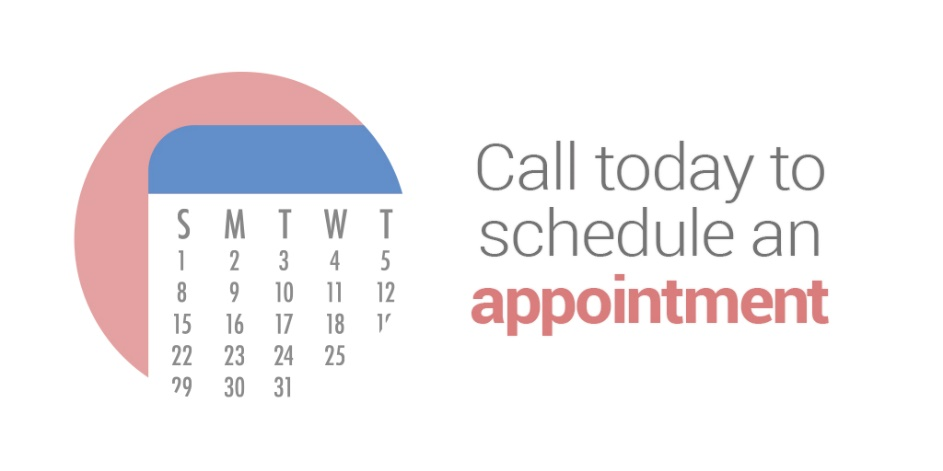 S M T W T
1 2 3 4 5
8 9 10 11 12
15 16 17 18
22 23 24 25
29 30 31
Call today to
schedule an
appointment